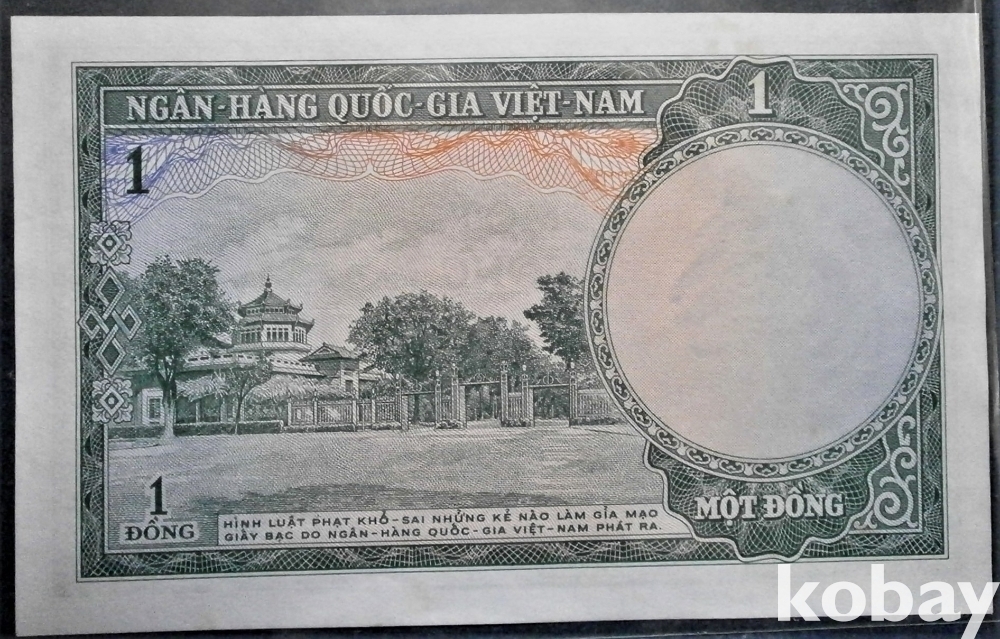 NGÂN-HÀNG QUỐC-GIA VIỆT-NAM
1
1
1
ĐỒNG
HÌNH LUẬT PHẠT KHỔ-SAI NHỮNG KẺ NÀO LÀM GỈA MẠO
GIẤY BẠC DO NGÂN-HÀNG QUỐC-GIA VIỆT-NAM PHÁT RA.
MỘT ĐỒNG
kobay